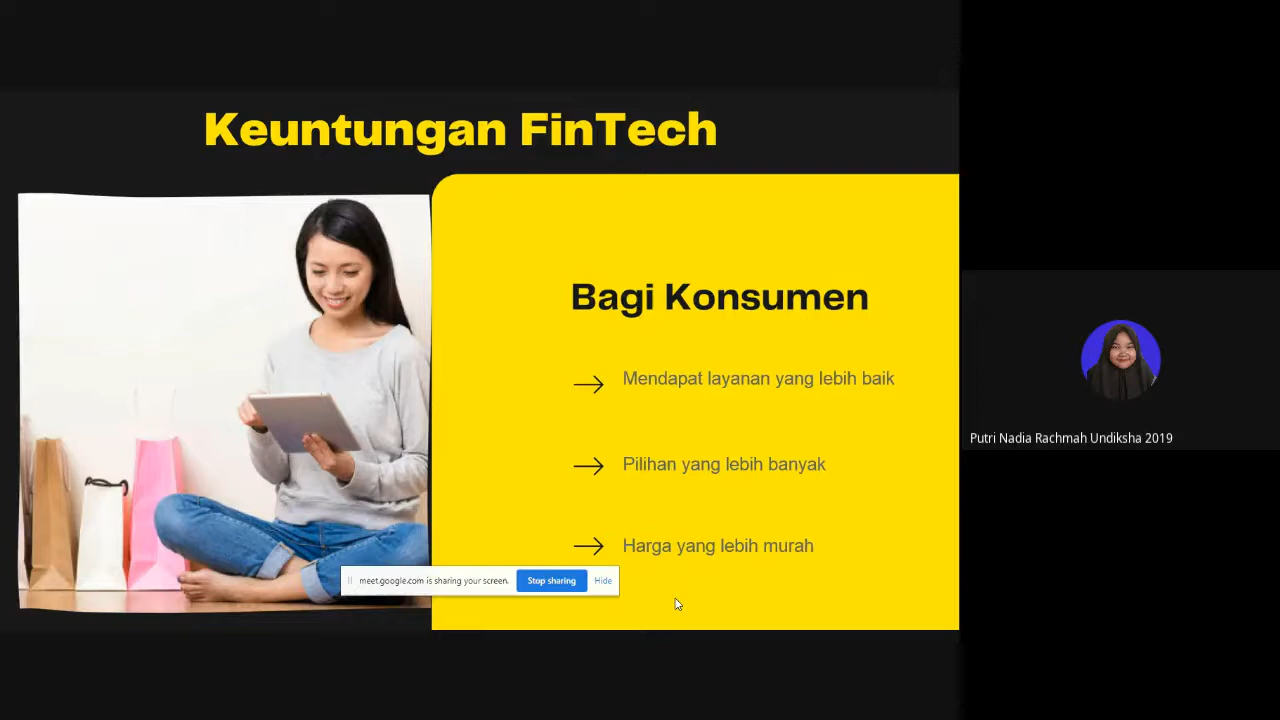 Keuntungan FinTech
Bagi Konsumen
Mendapat layanan yang lebih baik
Pilihan yang lebih banyak
Harga yang lebih murah
meet.google.com is sharing your screen.
Stop sharing
Hide
Putri Nadia Rachmah Undiksha 2019